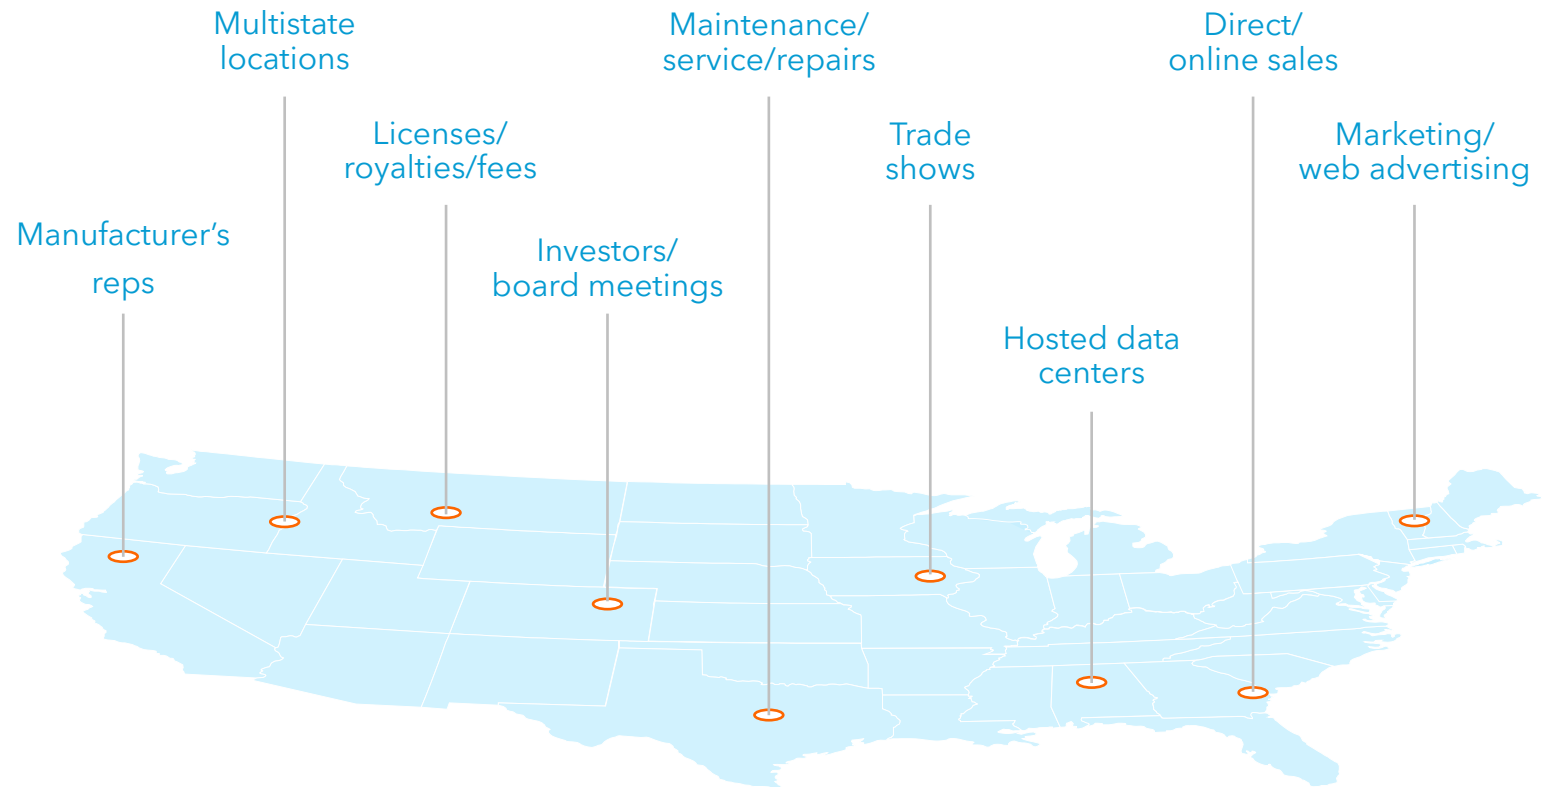 Multistate
locations
Maintenance/
service/repairs
Direct/
online sales
Licenses/
royalties/fees
Trade
shows
Marketing/
web advertising
Manufacturer’s
reps
Investors/
board meetings
Hosted data
centers